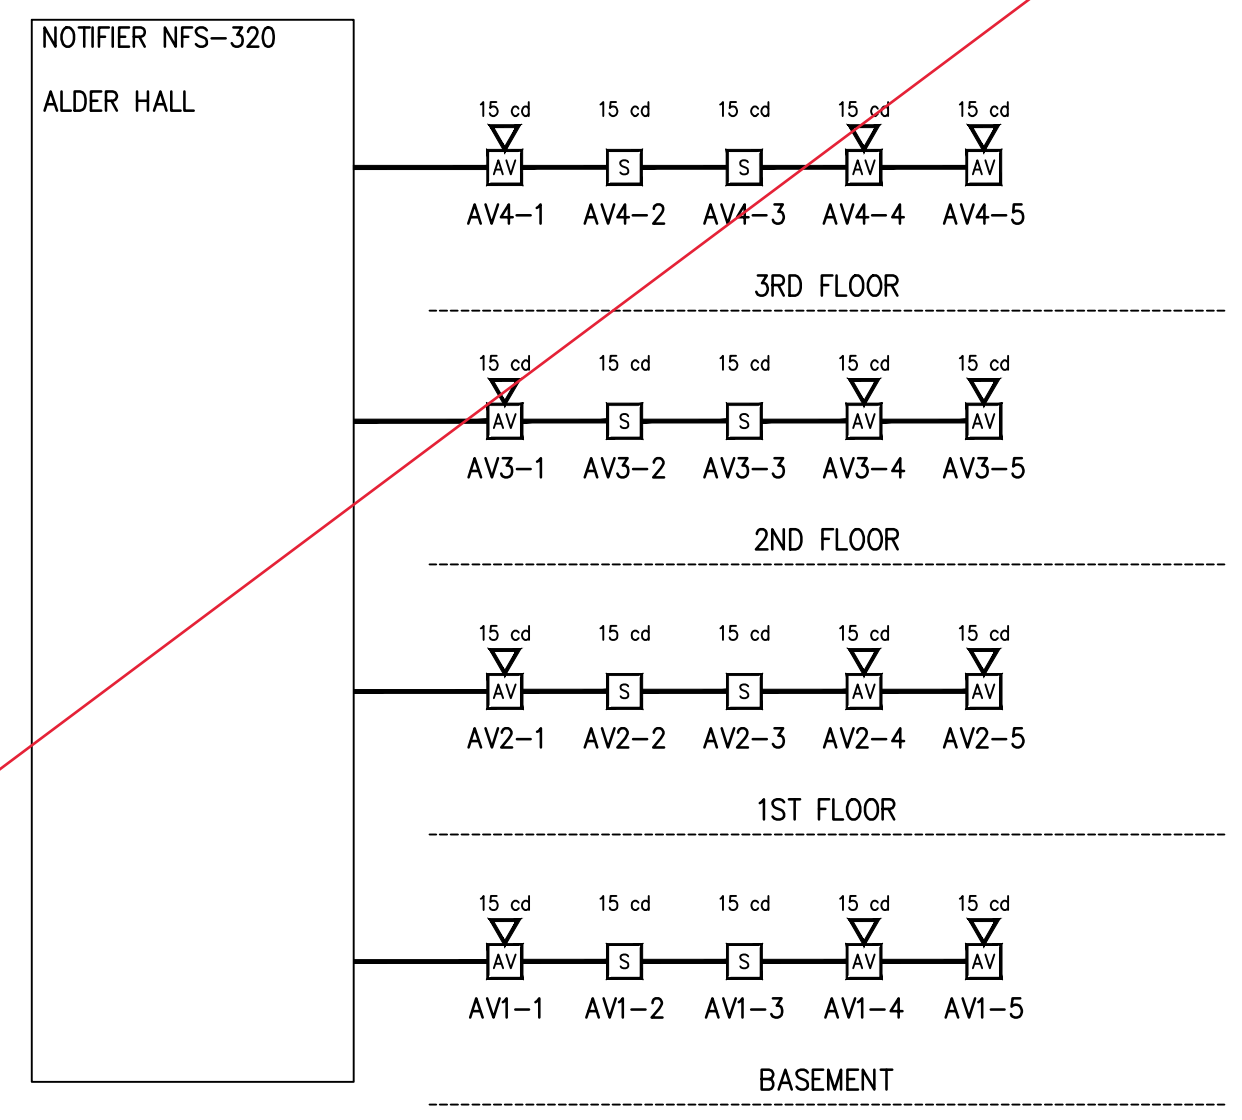 NOTIFIER NFS-320
ALDER HALL
15 cd 15 cd 15 cd 15 cd 15 cd
AV S S AV AV
AV4-1 AV4-2 AV4-3 AV4-4 AV4-5
3RD FLOOR
15 cd 15 cd 15 cd 15 cd 15 cd
AV S S AV AV
AV3-1 AV3-2 AV3-3 AV3-4 AV3-5
2ND FLOOR
15 cd 15 cd 15 cd 15 cd 15 cd
AV S S AV AV
AV2-1 AV2-2 AV2-3 AV2-4 AV2-5
1ST FLOOR
15 cd 15 cd 15 cd 15 cd 15 cd
AV S S AV AV
AV1-1 AV1-2 AV1-3 AV1-4 AV1-5
BASEMENT